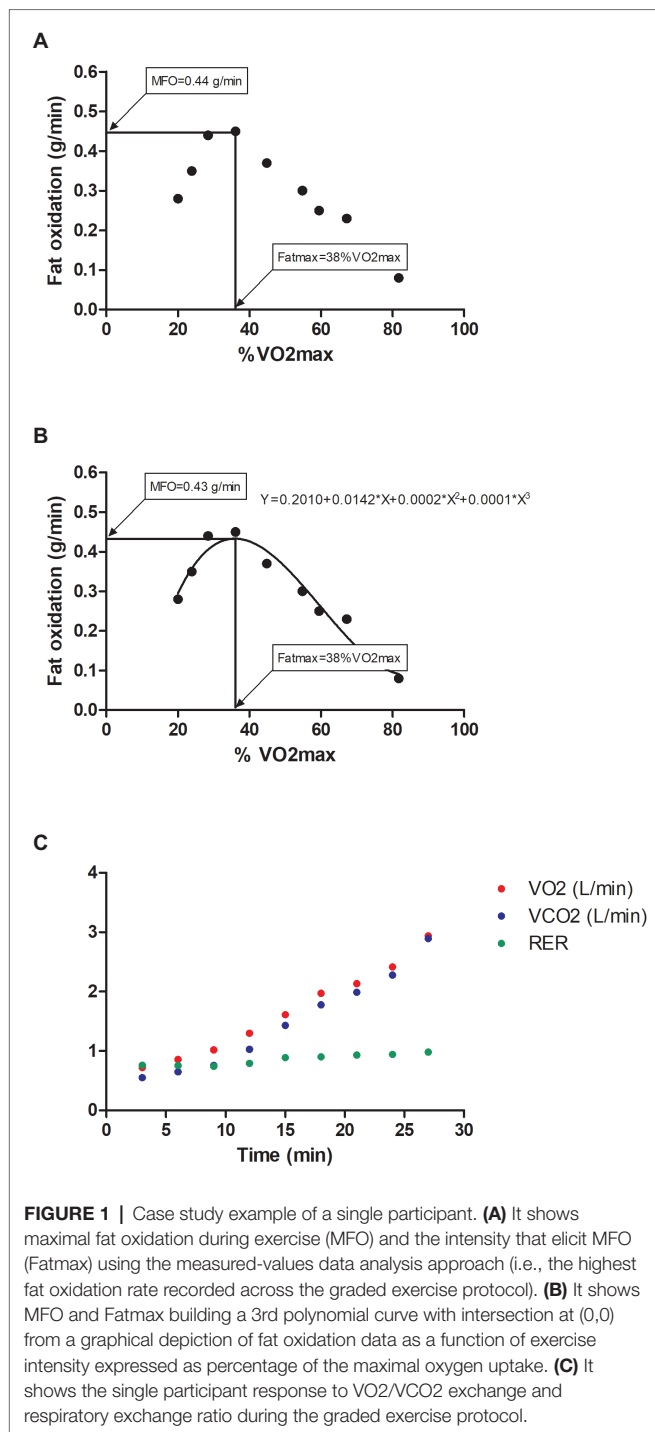 A
0.6
0.5
0.4
0.3
0.2
0.1
0.0
Fat oxidation (g/min)
MFO=0.44 g/min
Fatmax=38%VO2max
0 20 40 60 80 100
%VO2max
B
0.6
0.5
0.4
0.3
0.2
0.1
0.0
Fat oxidation (g/min)
MFO=0.43 g/min
Y=0.2010+0.0142*X+0.0002*X²+0.0001*X³
Fatmax=38%VO2max
0 20 40 60 80 100
% VO2max
C
4
3
2
1
0
VO2 (L/min)
VCO2 (L/min)
RER
0 5 10 15 20 25 30
Time (min)
FIGURE 1 | Case study example of a single participant. (A) It shows
maximal fat oxidation during exercise (MFO) and the intensity that elicit MFO
(Fatmax) using the measured-values data analysis approach (i.e., the highest
fat oxidation rate recorded across the graded exercise protocol). (B) It shows
MFO and Fatmax building a 3rd polynomial curve with intersection at (0,0)
from a graphical depiction of fat oxidation data as a function of exercise
intensity expressed as percentage of the maximal oxygen uptake. (C) It
shows the single participant response to VO2/VCO2 exchange and
respiratory exchange ratio during the graded exercise protocol.